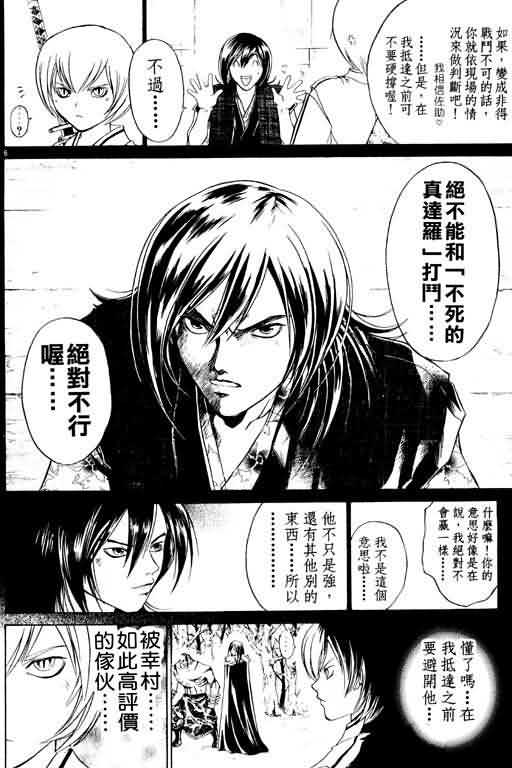 如果，變成非得
戰鬥不可的話，
你就依現場的情
況來做判斷吧！
我相信佐助♡
……但是，在
我抵達之前可
不要硬撐喔！
不過……
……？
絕不能和「不死的
真達羅」打鬥……
絕對不行
喔……
什麼嘛！你的
意思好像是在
說，我絕對不
會贏一樣……
我不是這個
意思啦……
他不只是強，
還有其他別的
東西……所以
……
懂了嗎…在
我抵達之前
要避開他…
被幸村……
如此高評價
的傢伙……